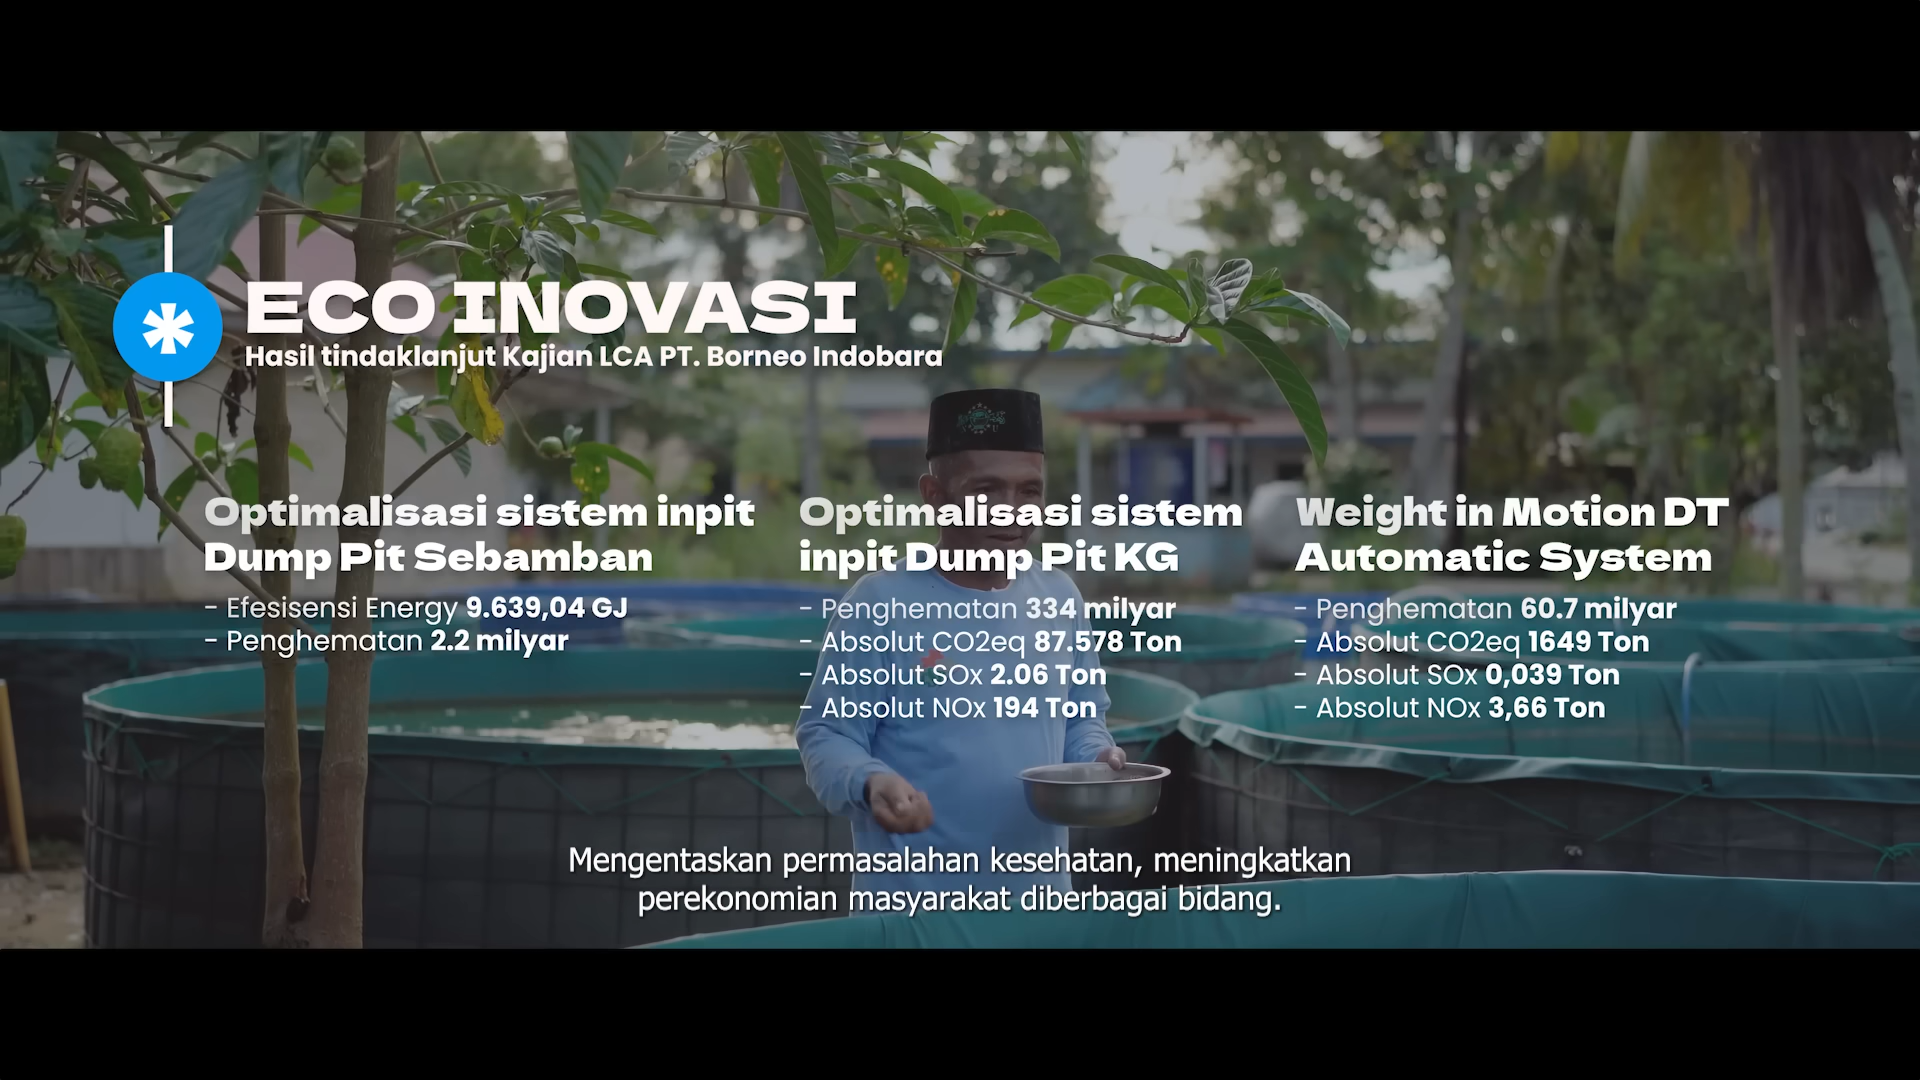 ECO INOVASI
Hasil tindaklanjut Kajian LCA PT. Borneo Indobara
Optimalisasi sistem inpit
Dump Pit Sebamban
- Efesisensi Energy 9.639,04 GJ
- Penghematan 2.2 milyar
Optimalisasi sistem
inpit Dump Pit KG
- Penghematan 334 milyar
- Absolut CO2eq 87.578 Ton
- Absolut SOx 2.06 Ton
- Absolut NOx 194 Ton
Weight in Motion DT
Automatic System
- Penghematan 60.7 milyar
- Absolut CO2eq 1649 Ton
- Absolut SOx 0,039 Ton
- Absolut NOx 3,66 Ton
Mengentaskan permasalahan kesehatan, meningkatkan
perekonomian masyarakat diberbagai bidang.